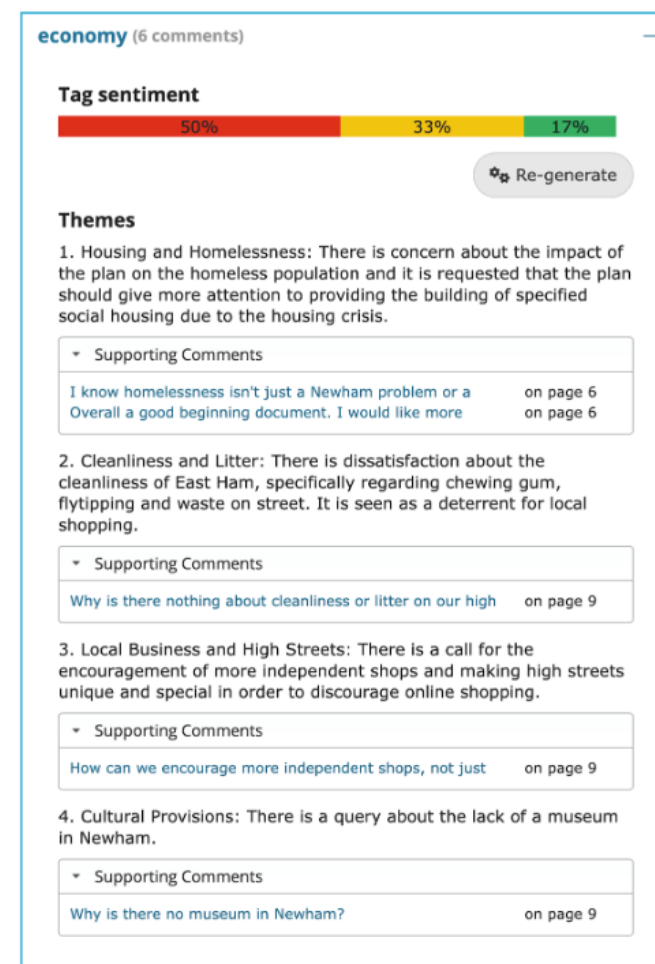 economy (6 comments)
Tag sentiment
50% 33% 17%
Re-generate
Themes
1. Housing and Homelessness: There is concern about the impact of
the plan on the homeless population and it is requested that the plan
should give more attention to providing the building of specified
social housing due to the housing crisis.
Supporting Comments
I know homelessness isn't just a Newham problem or a on page 6
Overall a good beginning document. I would like more on page 6
2. Cleanliness and Litter: There is dissatisfaction about the
cleanliness of East Ham, specifically regarding chewing gum,
flytipping and waste on street. It is seen as a deterrent for local
shopping.
Supporting Comments
Why is there nothing about cleanliness or litter on our high on page 9
3. Local Business and High Streets: There is a call for the
encouragement of more independent shops and making high streets
unique and special in order to discourage online shopping.
Supporting Comments
How can we encourage more independent shops, not just on page 9
4. Cultural Provisions: There is a query about the lack of a museum
in Newham.
Supporting Comments
Why is there no museum in Newham? on page 9